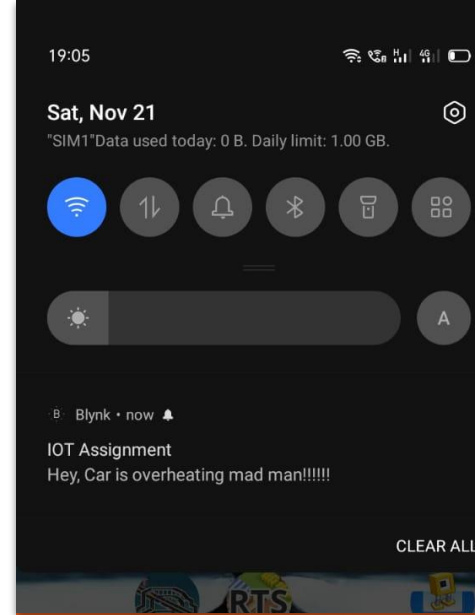 19:05
4G
Sat, Nov 21
"SIM1"Data used today: 0 B. Daily limit: 1.00 GB.
A
B Blynk • now
IOT Assignment
Hey, Car is overheating mad man!!!!!!
CLEAR ALL
RTS